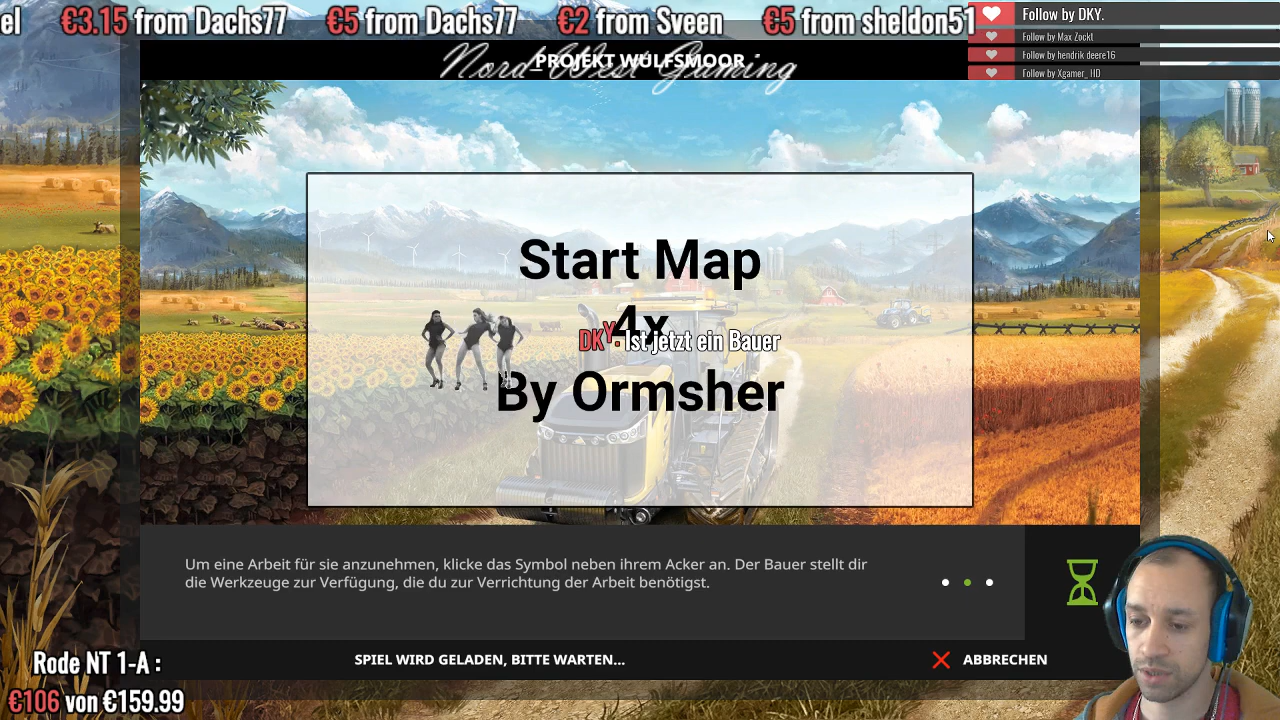 el €3.15 from Dachs77 €5 from Dachs77 €2 from Sveen €5 from sheldon51
Follow by DKY.
Follow by Max Zockt
Follow by hendrik.deere16
Follow by Xgamer_HD
PROJEKT WULFSMOOR
Nord-West Gaming
Start Map
4x
DKY. Ist jetzt ein Bauer
By Ormsher
Um eine Arbeit für sie anzunehmen, klicke das Symbol neben ihrem Acker an. Der Bauer stellt dir
die Werkzeuge zur Verfügung, die du zur Verrichtung der Arbeit benötigst.
SPIEL WIRD GELADEN, BITTE WARTEN...
ABBRECHEN
Rode NT 1-A :
€106 von €159.99